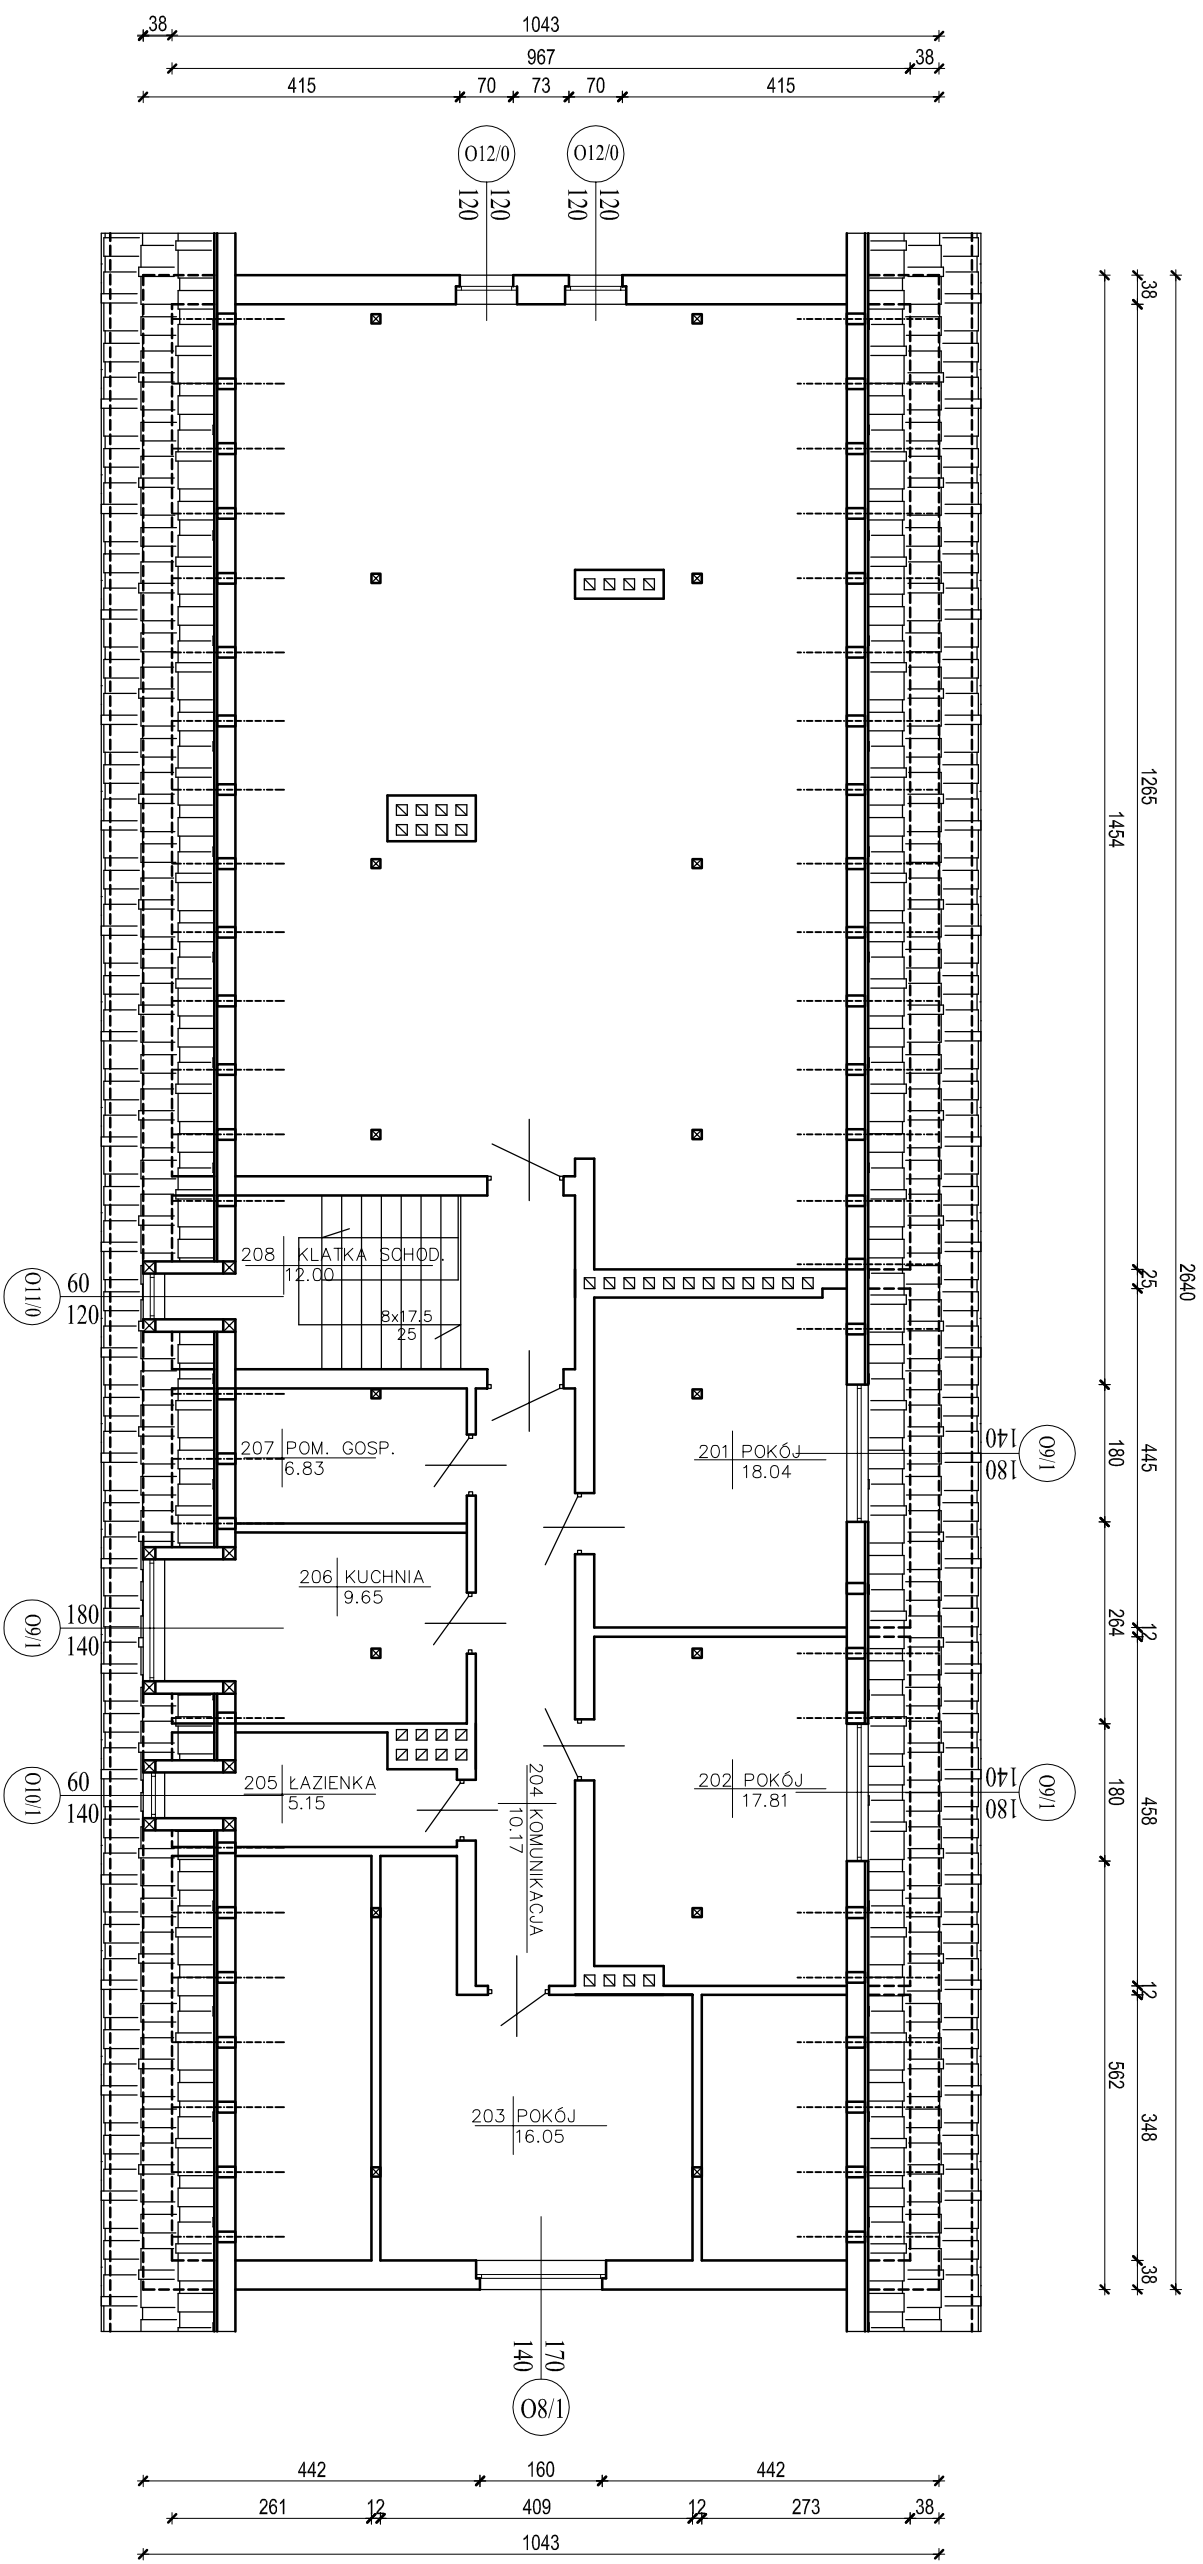 38 1043
967 38
415 70 73 70 415
O12/0 O12/0
120 120 120 120
38
1265
1454
2640
25
208 KLATKA SCHOD.
12.00
O11/0 60 120
8x17.5
25
207 POM. GOSP.
6.83
201 POKÓJ
18.04
140 180 O9/1
180 445
206 KUCHNIA
9.65
O9/1 180 140
264 12
205 ŁAZIENKA
5.15
O10/1 60 140
204 KOMUNIKACJA
10.17
202 POKÓJ
17.81
140 180 O9/1
180 458
12
562 348
203 POKÓJ
16.05
38
140 170
O8/1
442 160 442
261 12 409 12 273 38
1043